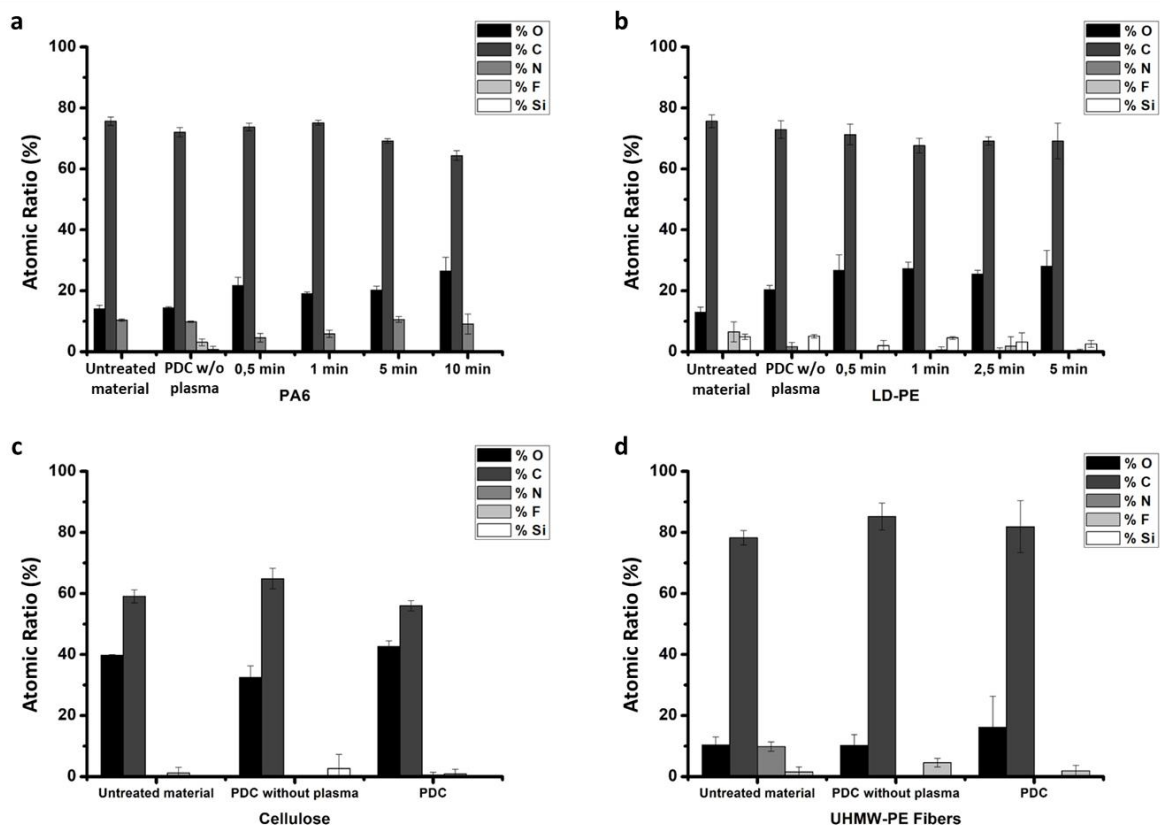 a
% O
% C
% N
% F
% Si
100
80
60
40
20
0
Atomic Ratio (%)
Untreated material
PDC w/o plasma
0,5 min
1 min
5 min
10 min
PA6
b
% O
% C
% N
% F
% Si
100
80
60
40
20
0
Atomic Ratio (%)
Untreated material
PDC w/o plasma
0,5 min
1 min
2,5 min
5 min
LD-PE
c
% O
% C
% N
% F
% Si
100
80
60
40
20
0
Atomic Ratio (%)
Untreated material
PDC without plasma
PDC
Cellulose
d
% O
% C
% N
% F
% Si
100
80
60
40
20
0
Atomic Ratio (%)
Untreated material
PDC without plasma
PDC
UHMW-PE Fibers